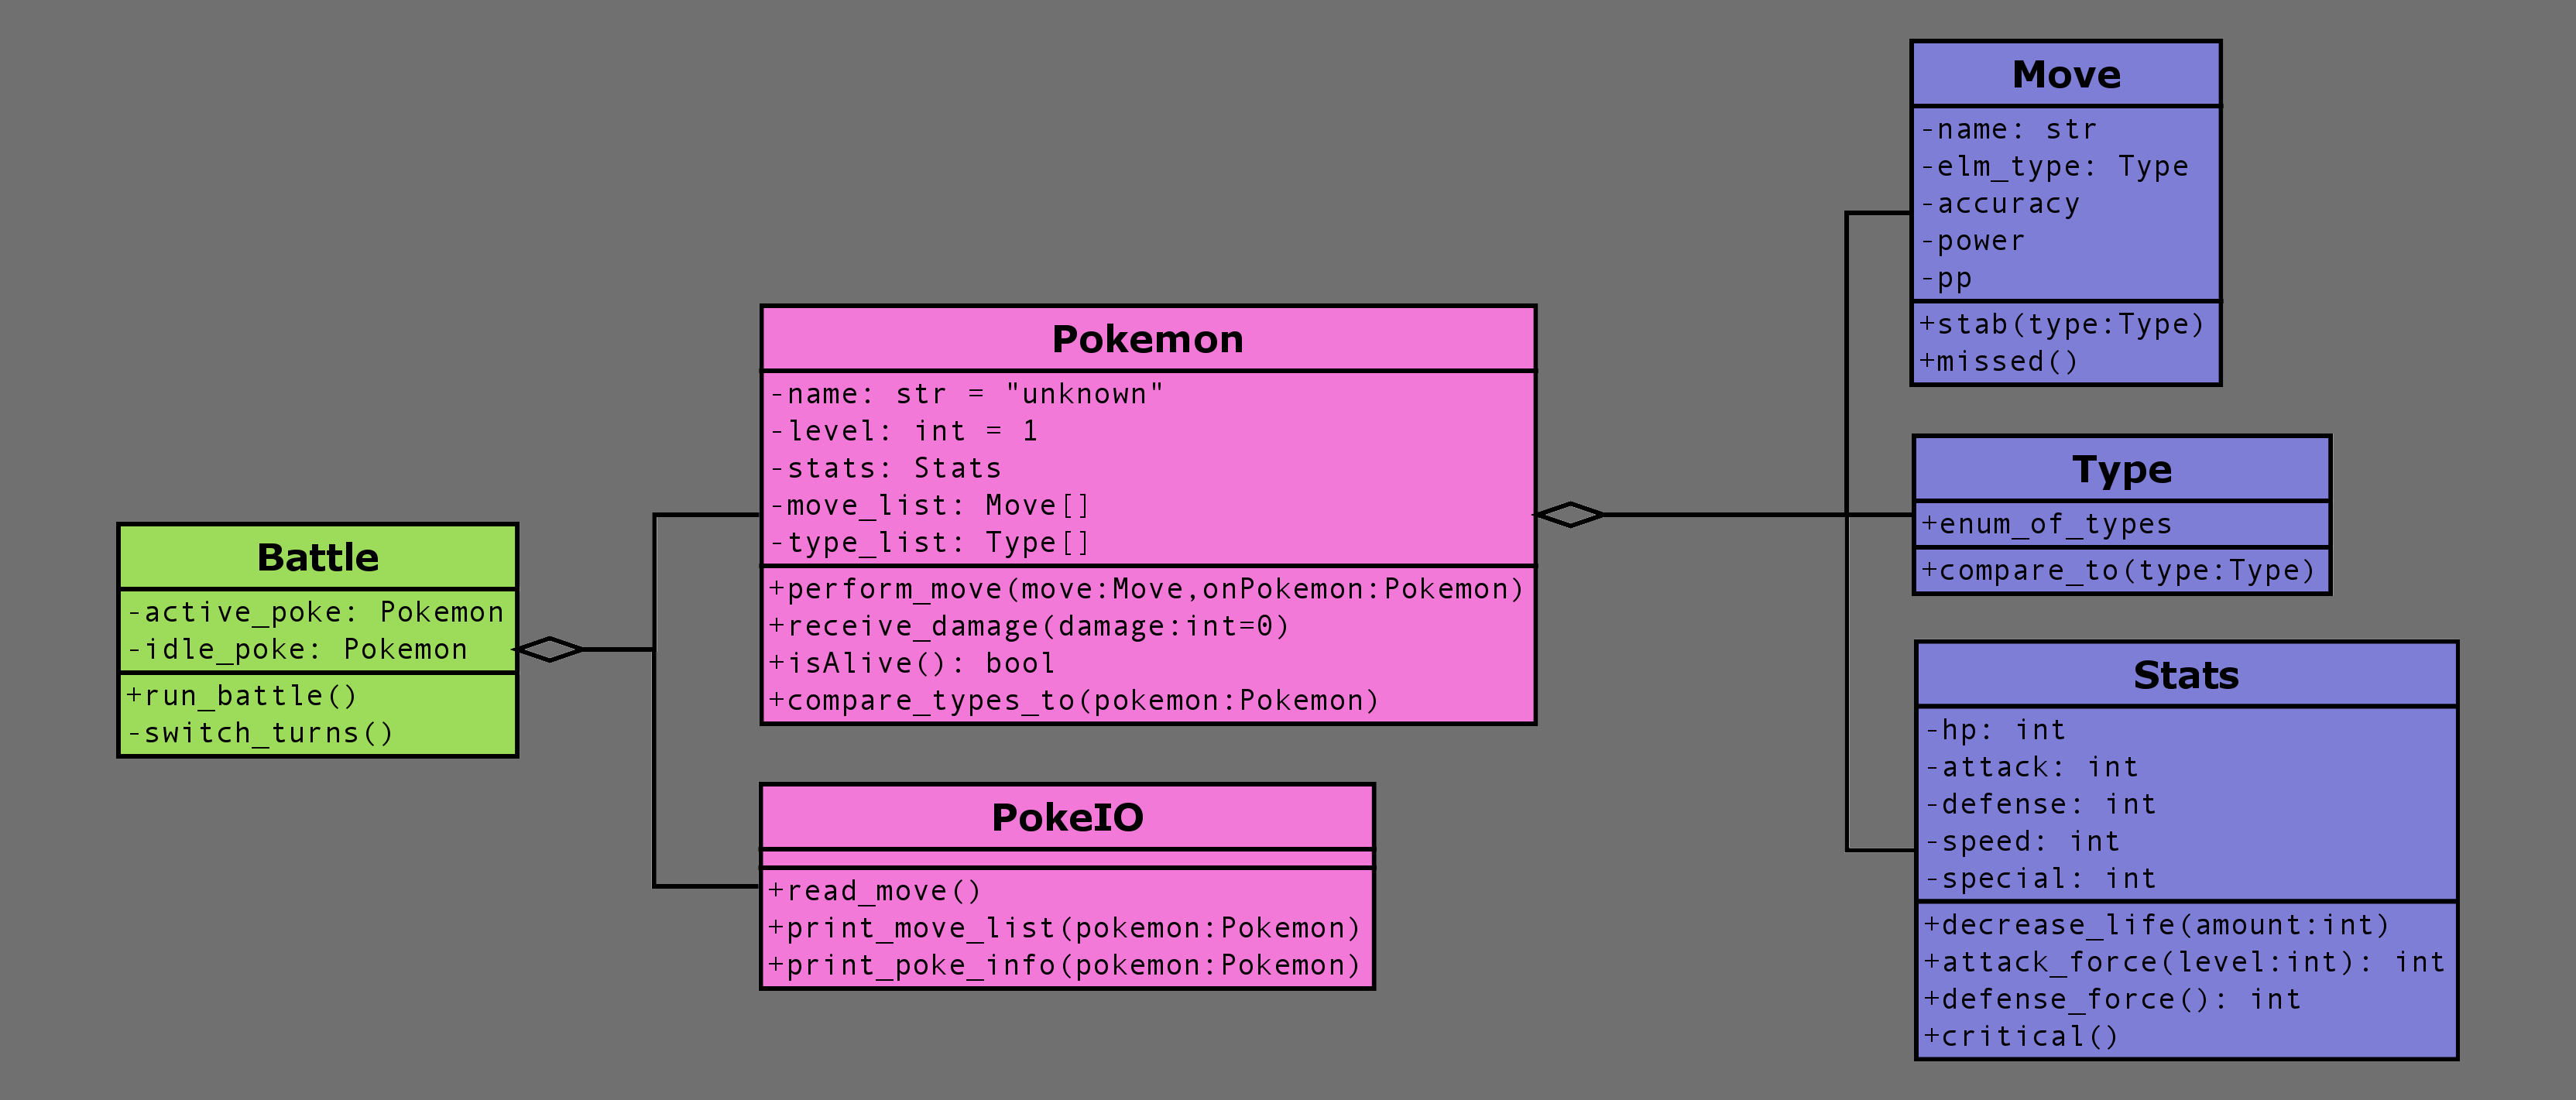 Battle
-active_poke: Pokemon
-idle_poke: Pokemon
+run_battle()
-switch_turns()
Pokemon
-name: str = "unknown"
-level: int = 1
-stats: Stats
-move_list: Move[]
-type_list: Type[]
+perform_move(move:Move,onPokemon:Pokemon)
+receive_damage(damage:int=0)
+isAlive(): bool
+compare_types_to(pokemon:Pokemon)
PokeIO
+read_move()
+print_move_list(pokemon:Pokemon)
+print_poke_info(pokemon:Pokemon)
Move
-name: str
-elm_type: Type
-accuracy
-power
-pp
+stab(type:Type)
+missed()
Type
+enum_of_types
+compare_to(type:Type)
Stats
-hp: int
-attack: int
-defense: int
-speed: int
-special: int
+decrease_life(amount:int)
+attack_force(level:int): int
+defense_force(): int
+critical()